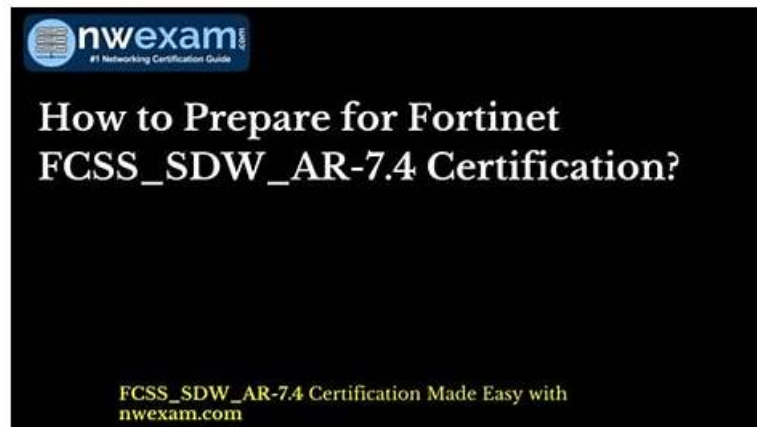 nwexam.com
#1 Networking Certification Guide
How to Prepare for Fortinet
FCSS_SDW_AR-7.4 Certification?
FCSS_SDW_AR-7.4 Certification Made Easy with
nwexam.com